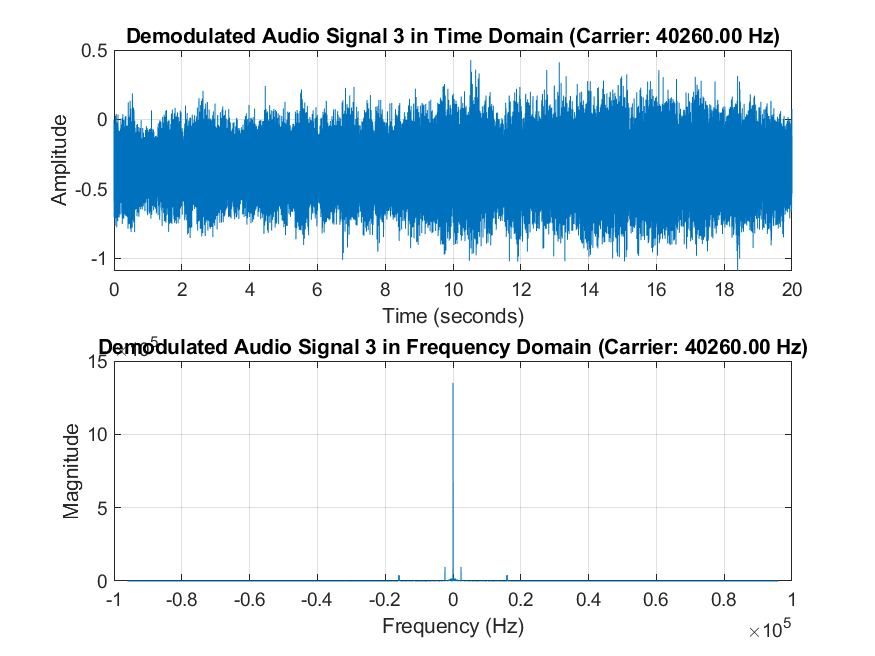 Demodulated Audio Signal 3 in Time Domain (Carrier: 40260.00 Hz)
0.5
0
-0.5
-1
Amplitude
0 2 4 6 8 10 12 14 16 18 20
Time (seconds)
Demodulated Audio Signal 3 in Frequency Domain (Carrier: 40260.00 Hz)
×10⁵
15
10
5
0
Magnitude
-1 -0.8 -0.6 -0.4 -0.2 0 0.2 0.4 0.6 0.8 1
Frequency (Hz)
×10⁵